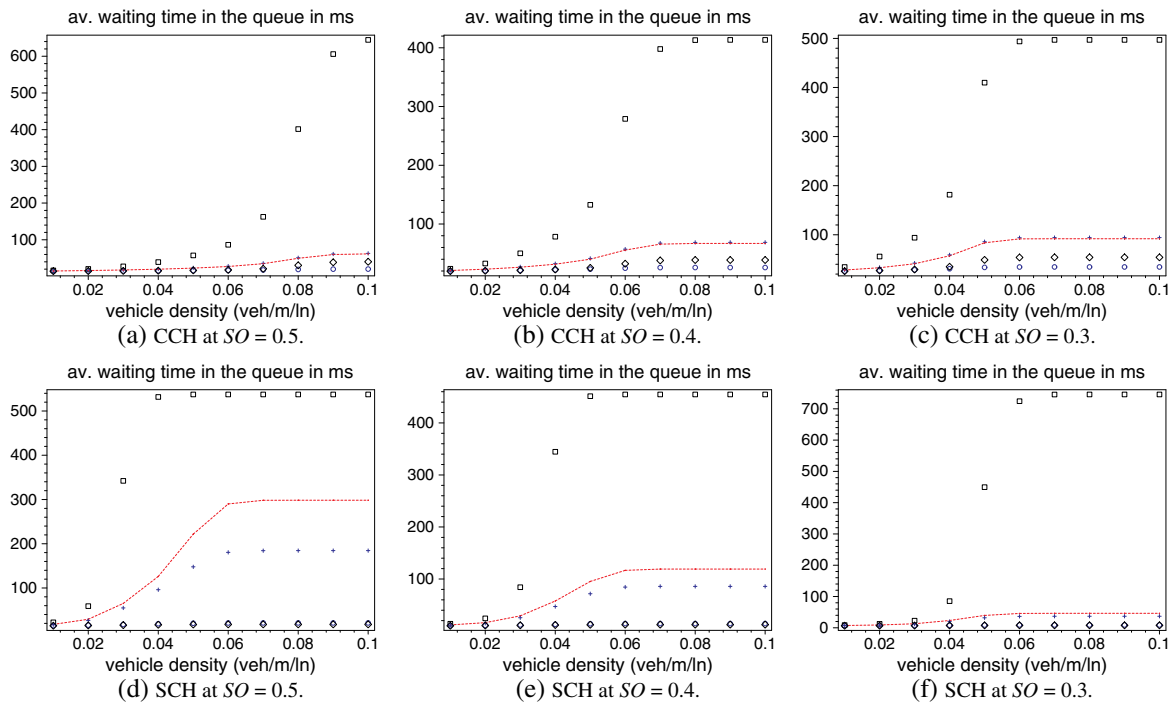 av. waiting time in the queue in ms
600
500
400
300
200
100
0.02 0.04 0.06 0.08 0.1
vehicle density (veh/m/ln)
(a) CCH at SO = 0.5.
av. waiting time in the queue in ms
400
300
200
100
0.02 0.04 0.06 0.08 0.1
vehicle density (veh/m/ln)
(b) CCH at SO = 0.4.
av. waiting time in the queue in ms
500
400
300
200
100
0.02 0.04 0.06 0.08 0.1
vehicle density (veh/m/ln)
(c) CCH at SO = 0.3.
av. waiting time in the queue in ms
500
400
300
200
100
0.02 0.04 0.06 0.08 0.1
vehicle density (veh/m/ln)
(d) SCH at SO = 0.5.
av. waiting time in the queue in ms
400
300
200
100
0.02 0.04 0.06 0.08 0.1
vehicle density (veh/m/ln)
(e) SCH at SO = 0.4.
av. waiting time in the queue in ms
700
600
500
400
300
200
100
0
0.02 0.04 0.06 0.08 0.1
vehicle density (veh/m/ln)
(f) SCH at SO = 0.3.